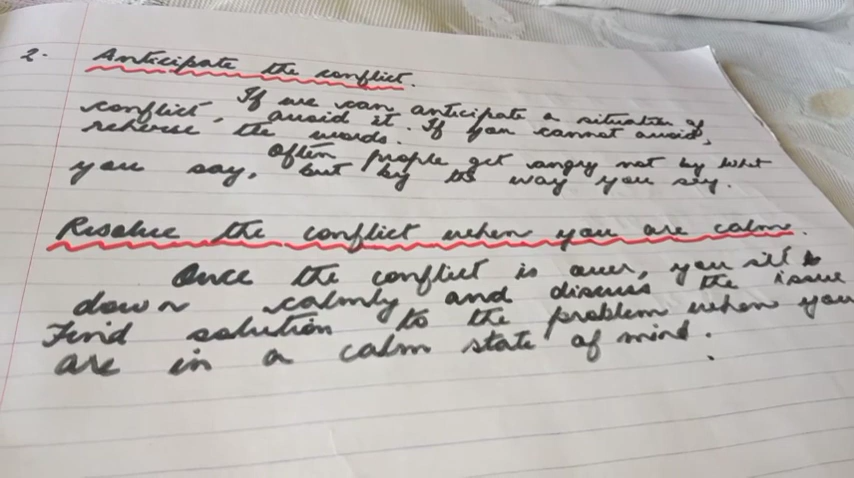 2. Anticipate the conflict.
If we can anticipate a situation of
conflict, avoid it. If you cannot avoid,
reherse the words.
Often people get angry not by what
you say, but by the way you say.
Resolve the conflict when you are calm.
Once the conflict is over, you sit
down calmly and discuss the issue
Find solution to the problem when you
are in a calm state of mind.